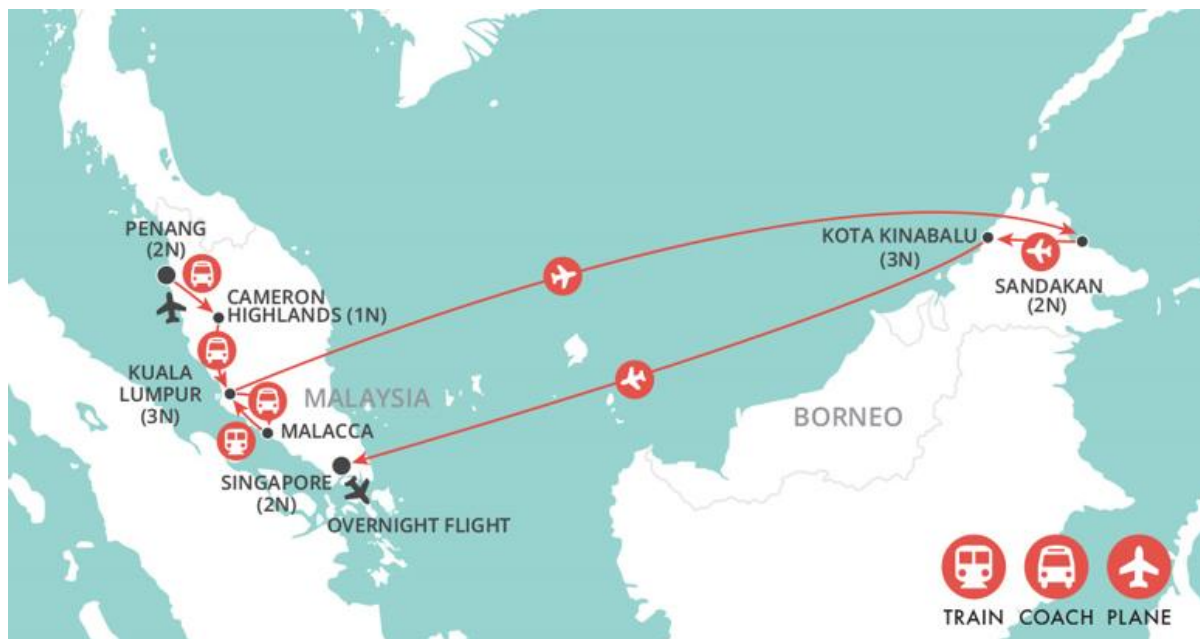 PENANG
(2N)
CAMERON
HIGHLANDS (1N)
KUALA
LUMPUR
(3N)
MALAYSIA
MALACCA
SINGAPORE
(2N)
OVERNIGHT FLIGHT
KOTA KINABALU
(3N)
SANDAKAN
(2N)
BORNEO
TRAIN
COACH
PLANE